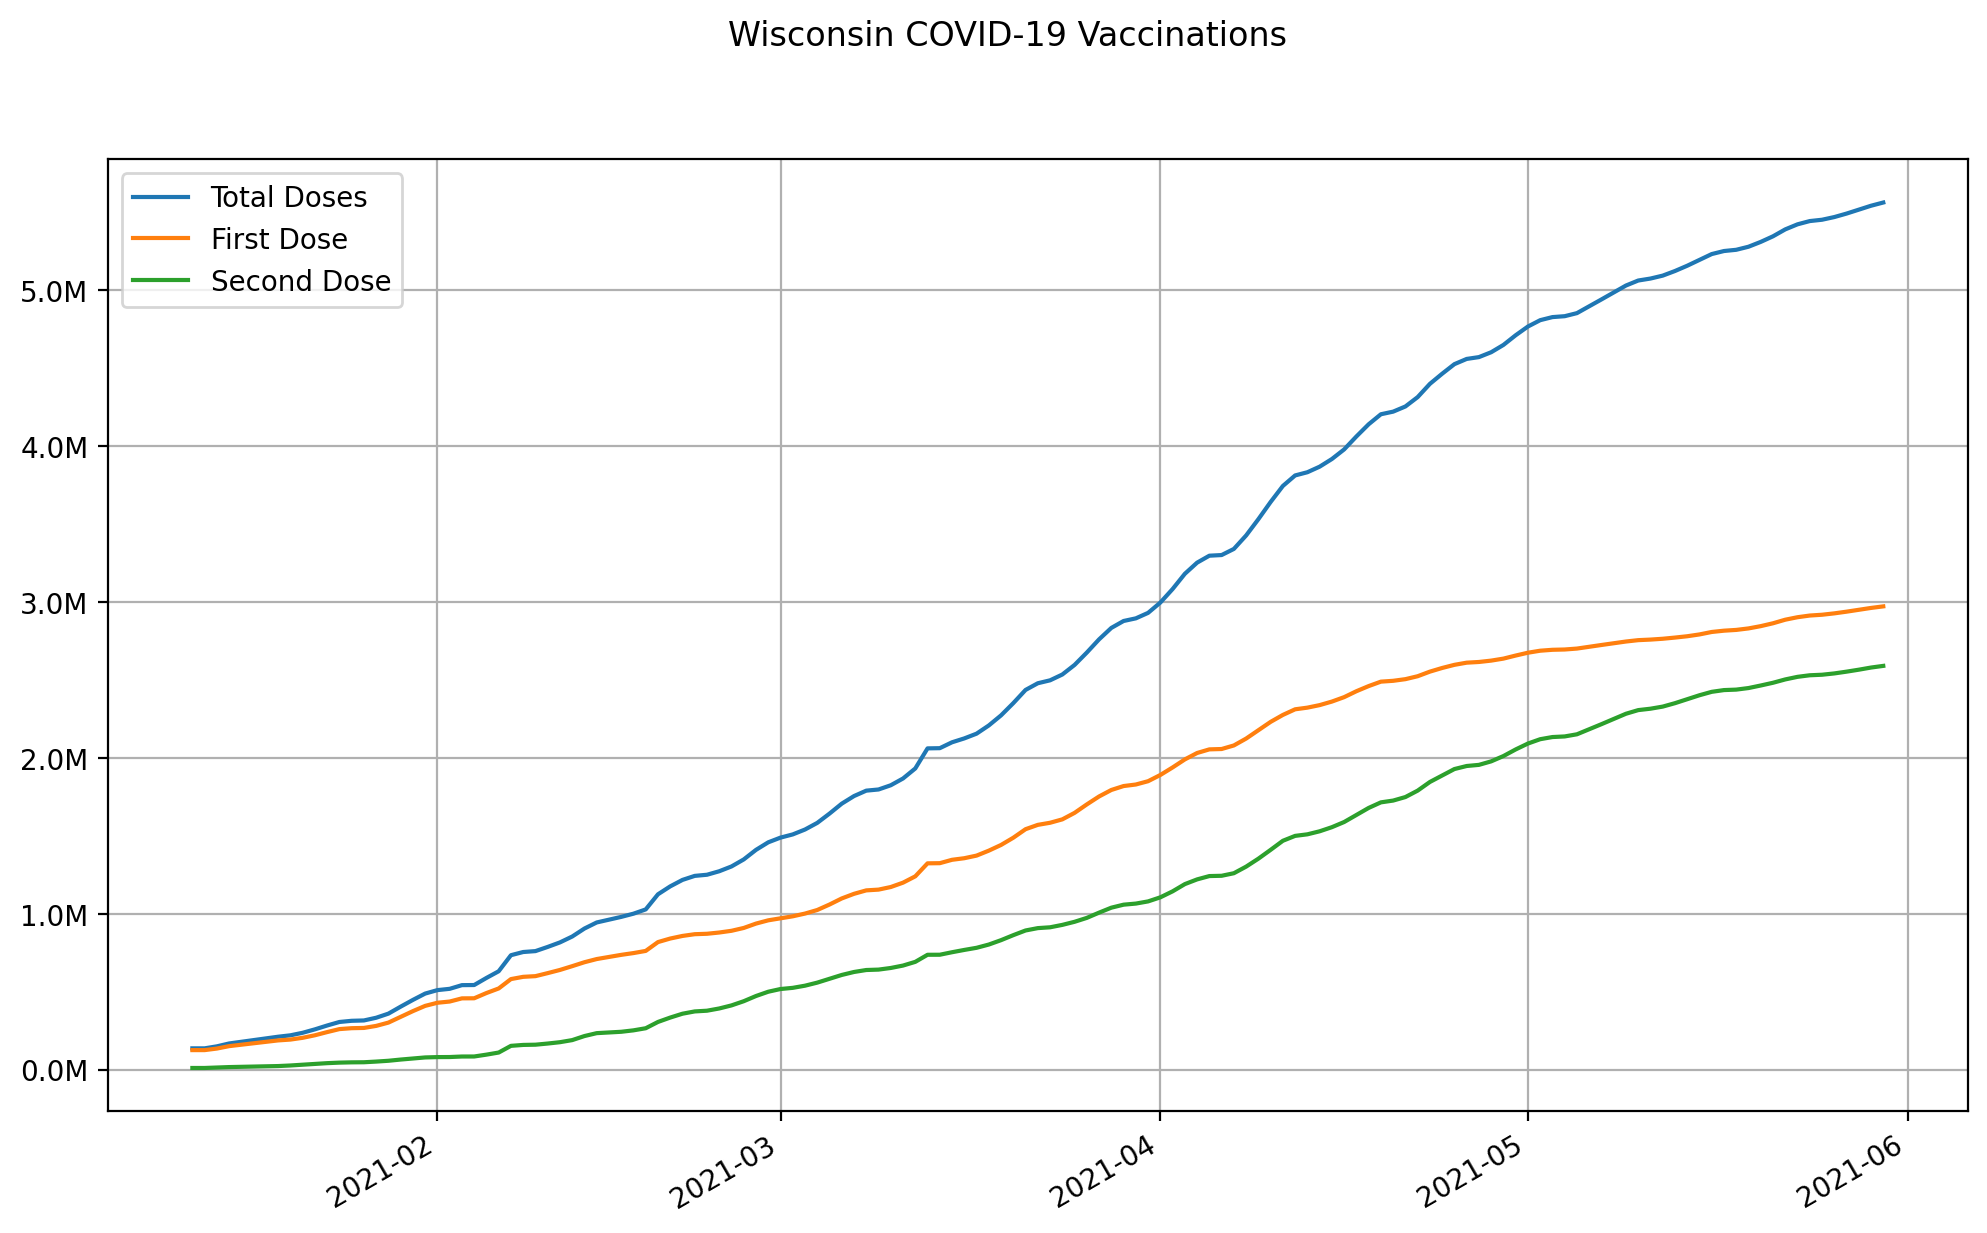 Wisconsin COVID-19 Vaccinations
Total Doses
First Dose
Second Dose
5.0M
4.0M
3.0M
2.0M
1.0M
0.0M
2021-02
2021-03
2021-04
2021-05
2021-06